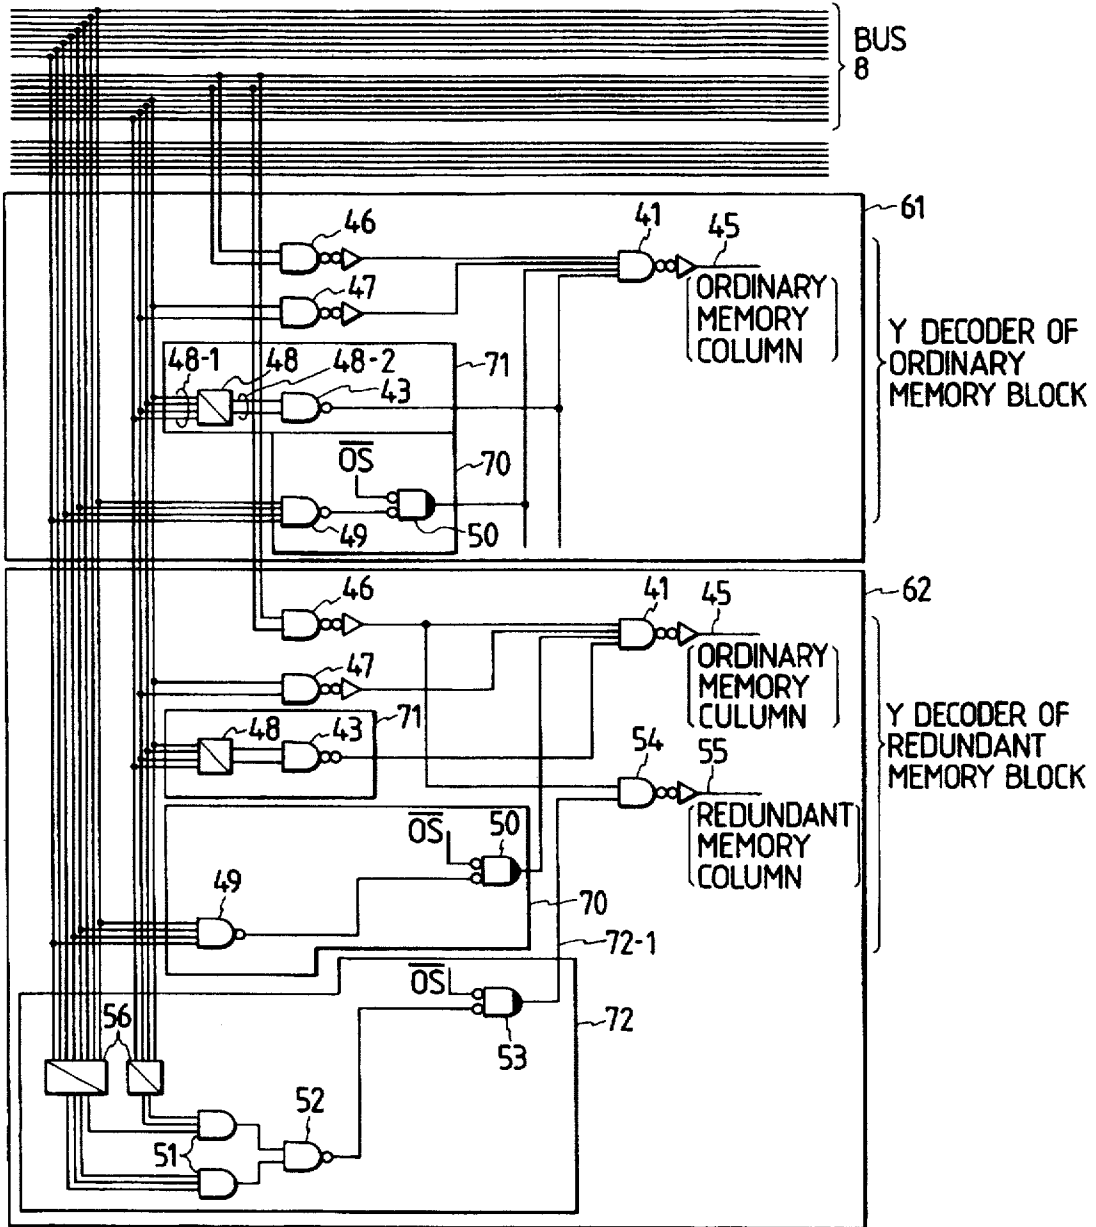 BUS
8
61
46
41
45
47
ORDINARY
MEMORY
COLUMN
Y DECODER OF
ORDINARY
MEMORY BLOCK
48-1
48
48-2
43
71
OS
70
49
50
62
46
41
45
47
ORDINARY
MEMORY
CULUMN
Y DECODER OF
REDUNDANT
MEMORY BLOCK
48
43
71
54
55
OS
50
REDUNDANT
MEMORY
COLUMN
49
70
72-1
OS
53
72
56
52
51